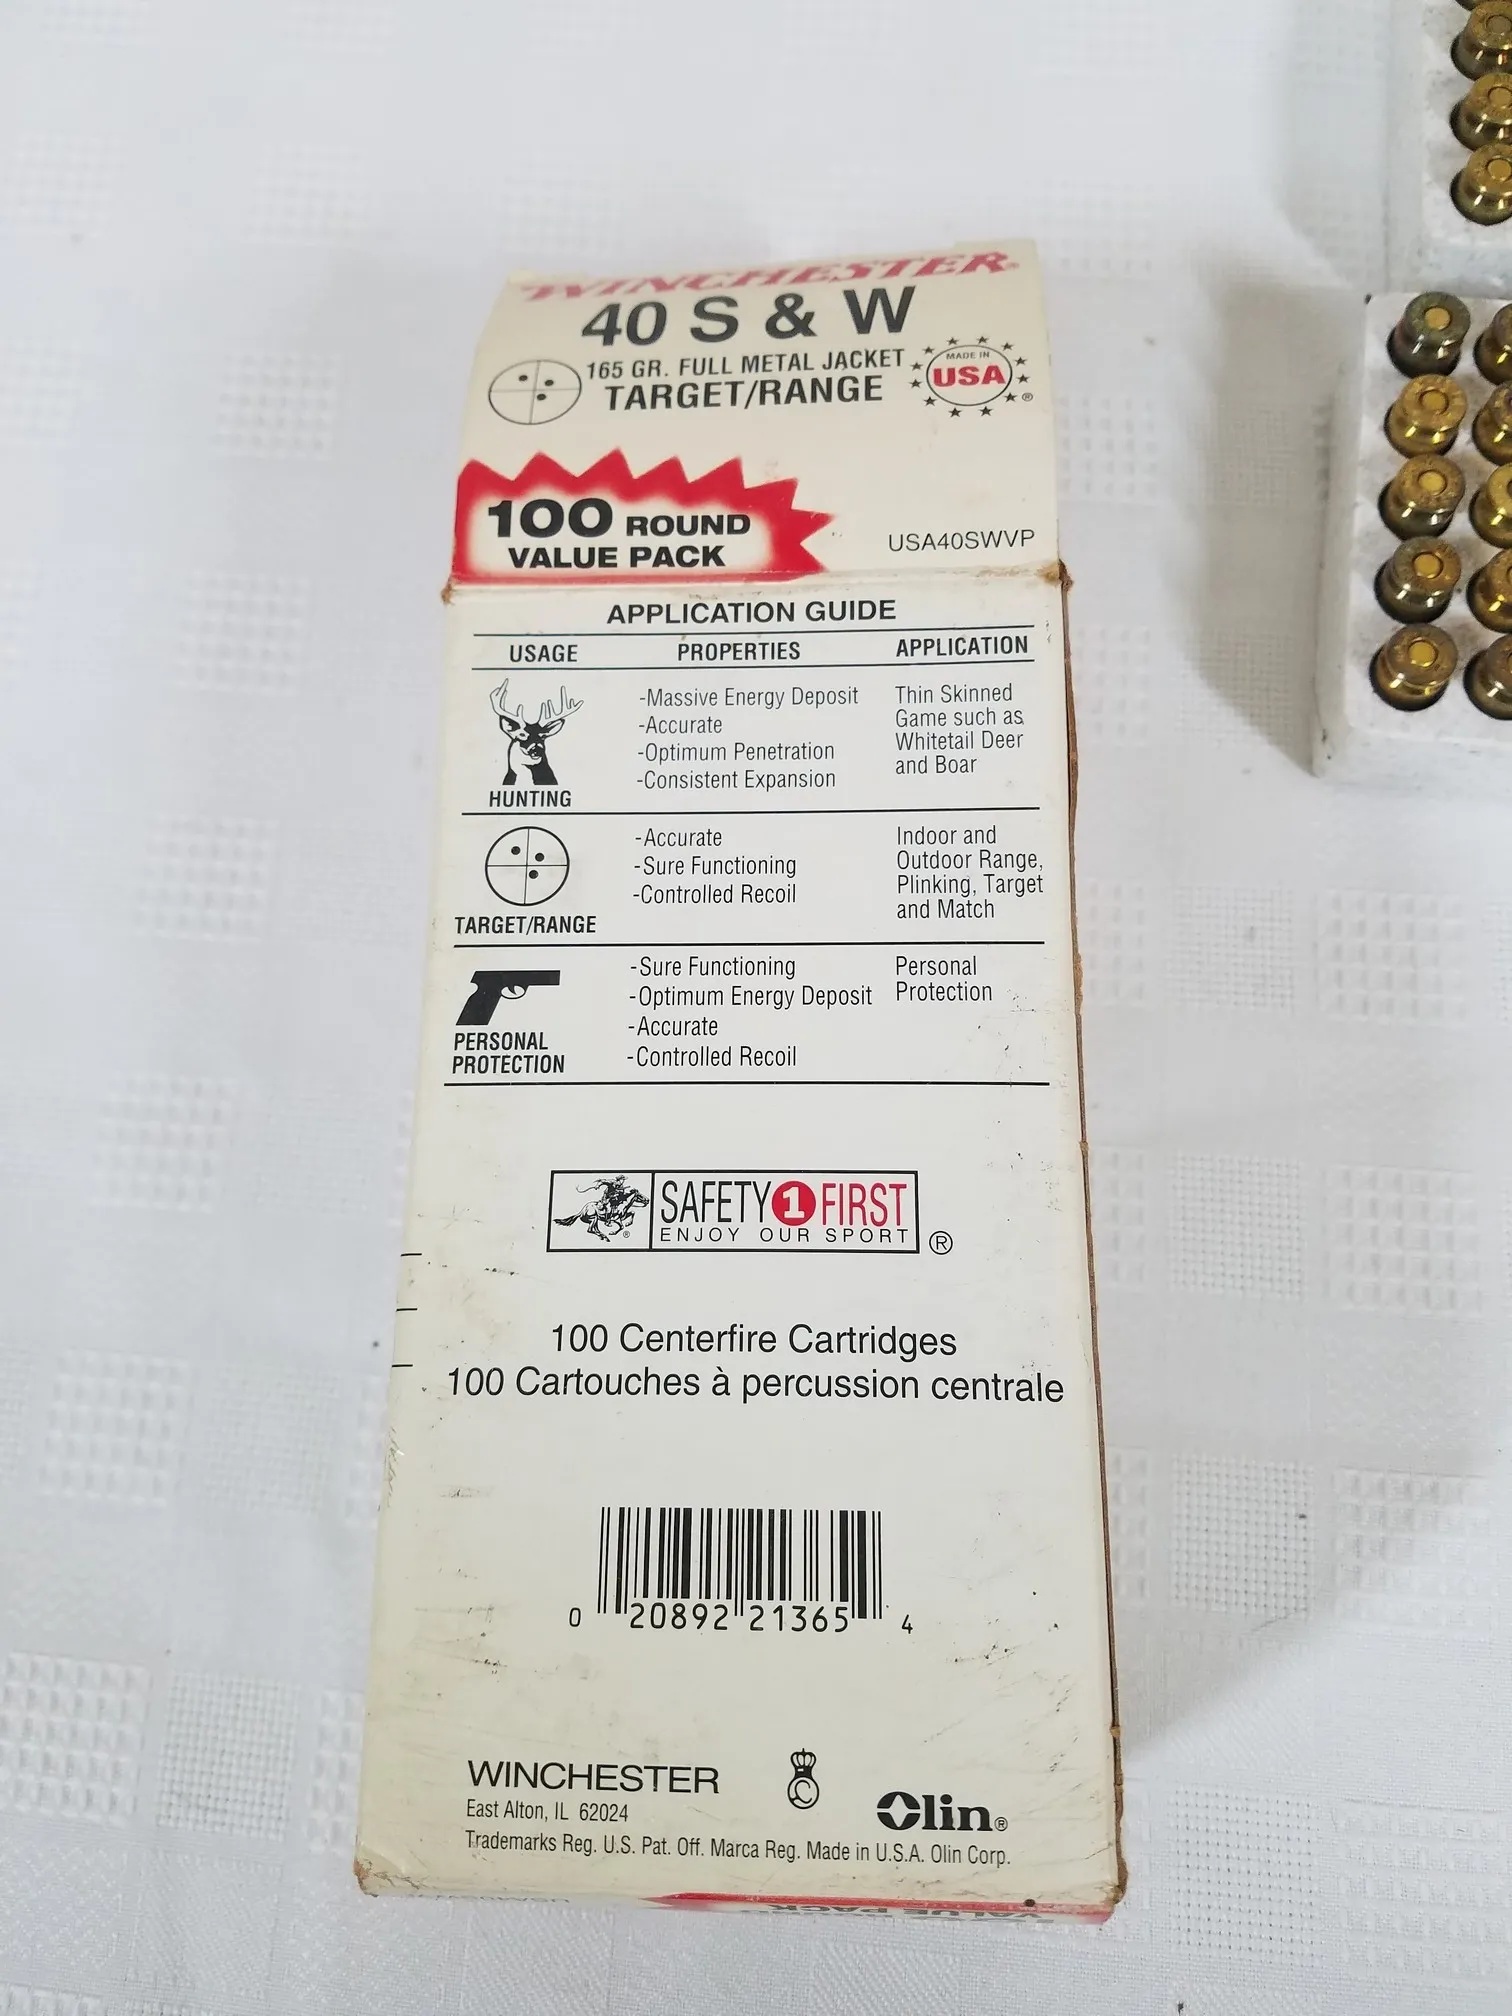 WINCHESTER®
40 S & W
165 GR. FULL METAL JACKET
TARGET/RANGE
MADE IN
USA
®
100 ROUND
VALUE PACK
USA40SWVP
APPLICATION GUIDE
USAGE PROPERTIES APPLICATION
HUNTING
-Massive Energy Deposit
-Accurate
-Optimum Penetration
-Consistent Expansion
Thin Skinned
Game such as
Whitetail Deer
and Boar
TARGET/RANGE
-Accurate
-Sure Functioning
-Controlled Recoil
Indoor and
Outdoor Range,
Plinking, Target
and Match
PERSONAL
PROTECTION
-Sure Functioning
-Optimum Energy Deposit
-Accurate
-Controlled Recoil
Personal
Protection
SAFETY 1 FIRST
ENJOY OUR SPORT ®
100 Centerfire Cartridges
100 Cartouches à percussion centrale
0 20892 21365 4
WINCHESTER
East Alton, IL 62024
Olin®
Trademarks Reg. U.S. Pat. Off. Marca Reg. Made in U.S.A. Olin Corp.
VALUE PACK